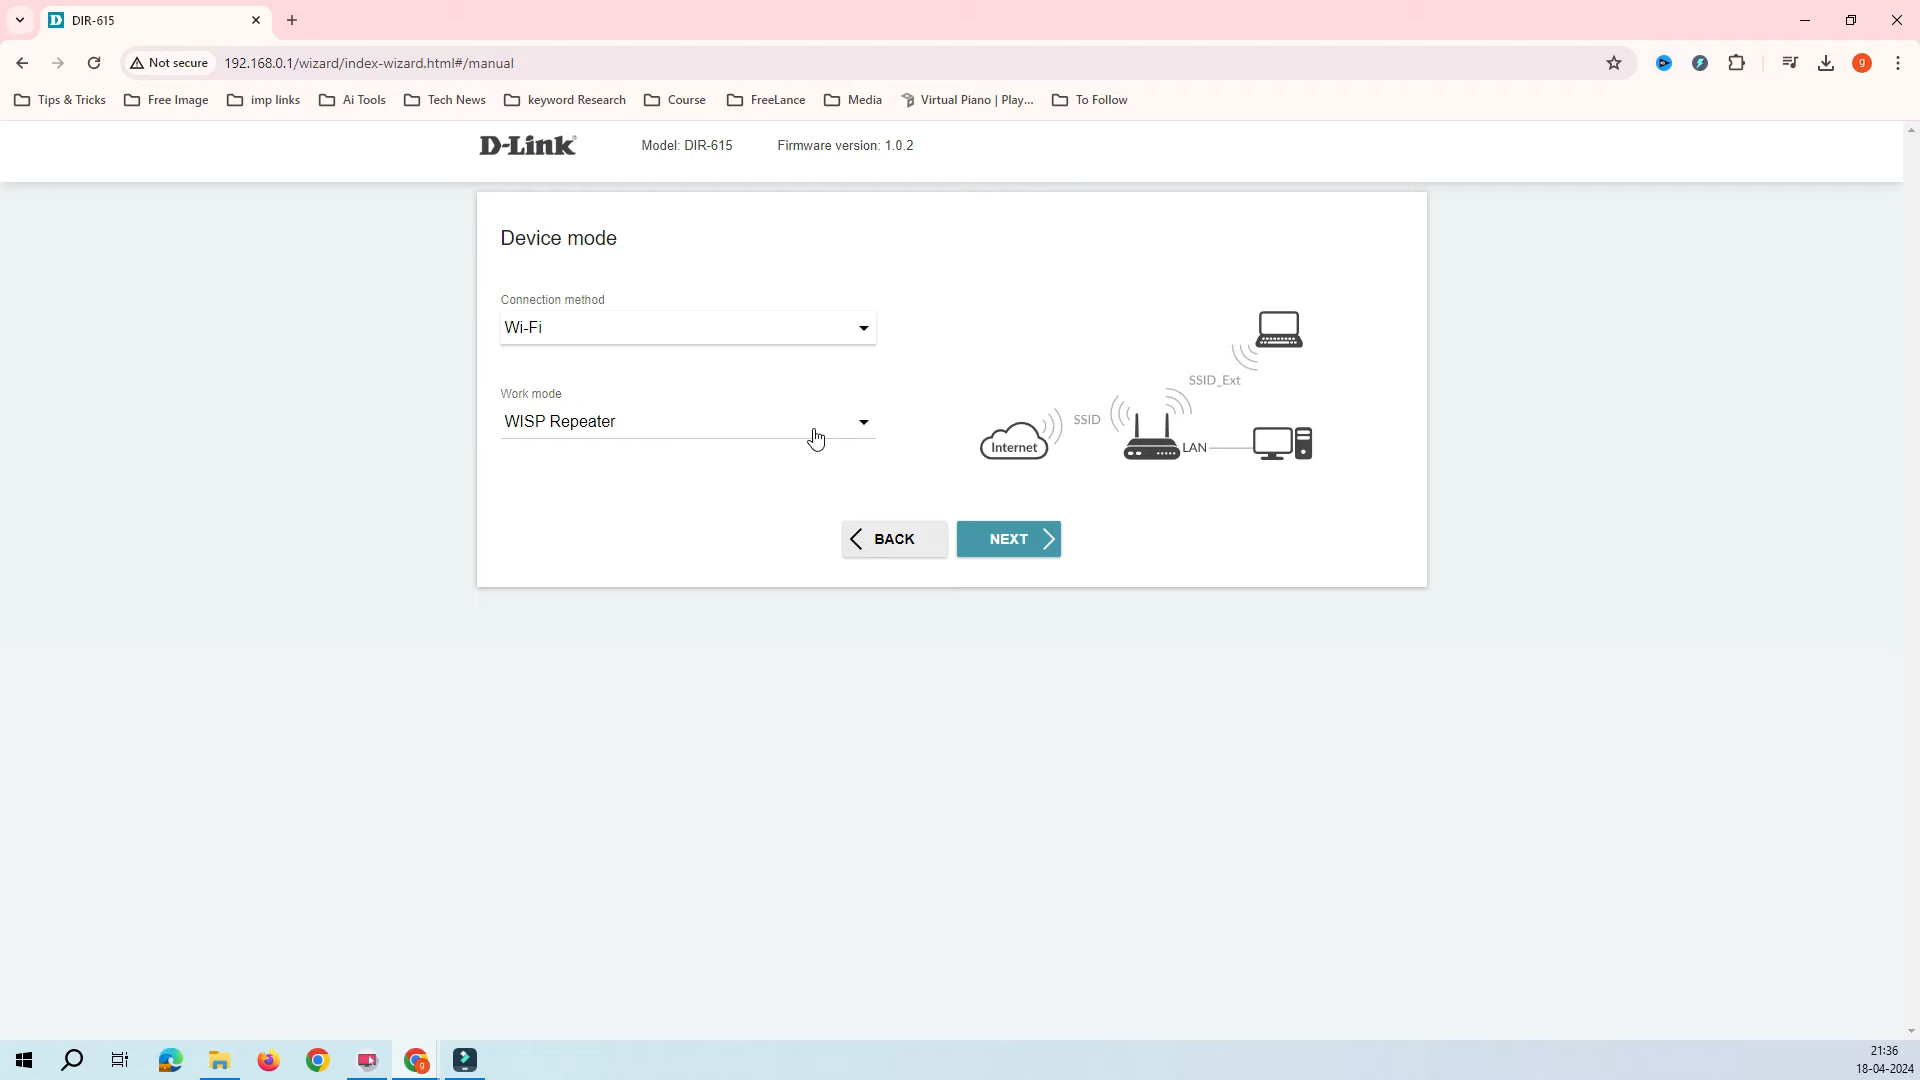 DIR-615
Not secure
192.168.0.1/wizard/index-wizard.html#/manual
g
Tips & Tricks
Free Image
imp links
Ai Tools
Tech News
keyword Research
Course
FreeLance
Media
Virtual Piano | Play...
To Follow
D-Link
Model: DIR-615
Firmware version: 1.0.2
Device mode
Connection method
Wi-Fi
Work mode
WISP Repeater
SSID_Ext
SSID
Internet
LAN
BACK
NEXT
21:36
18-04-2024